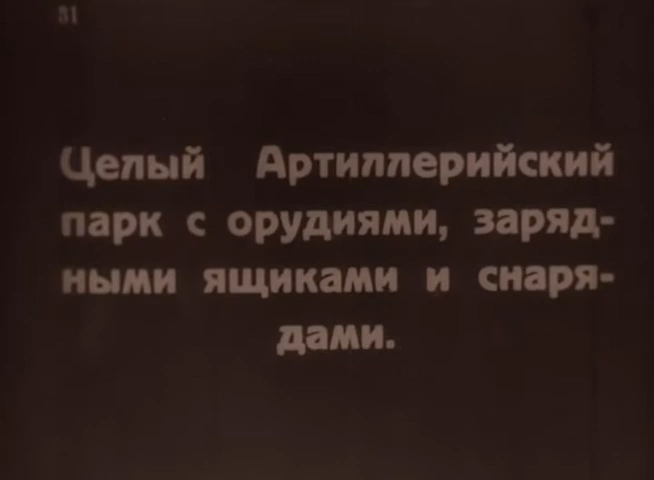 31
Целый Артиллерийский
парк с орудиями, заряд-
ными ящиками и снаря-
дами.